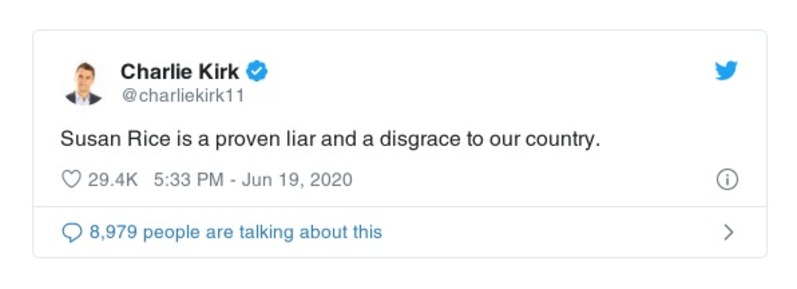 Charlie Kirk
@charliekirk11
Susan Rice is a proven liar and a disgrace to our country.
29.4K 5:33 PM - Jun 19, 2020
8,979 people are talking about this